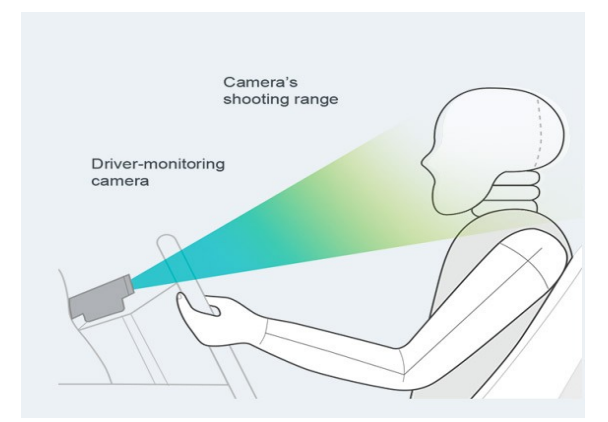 Camera's
shooting range
Driver-monitoring
camera